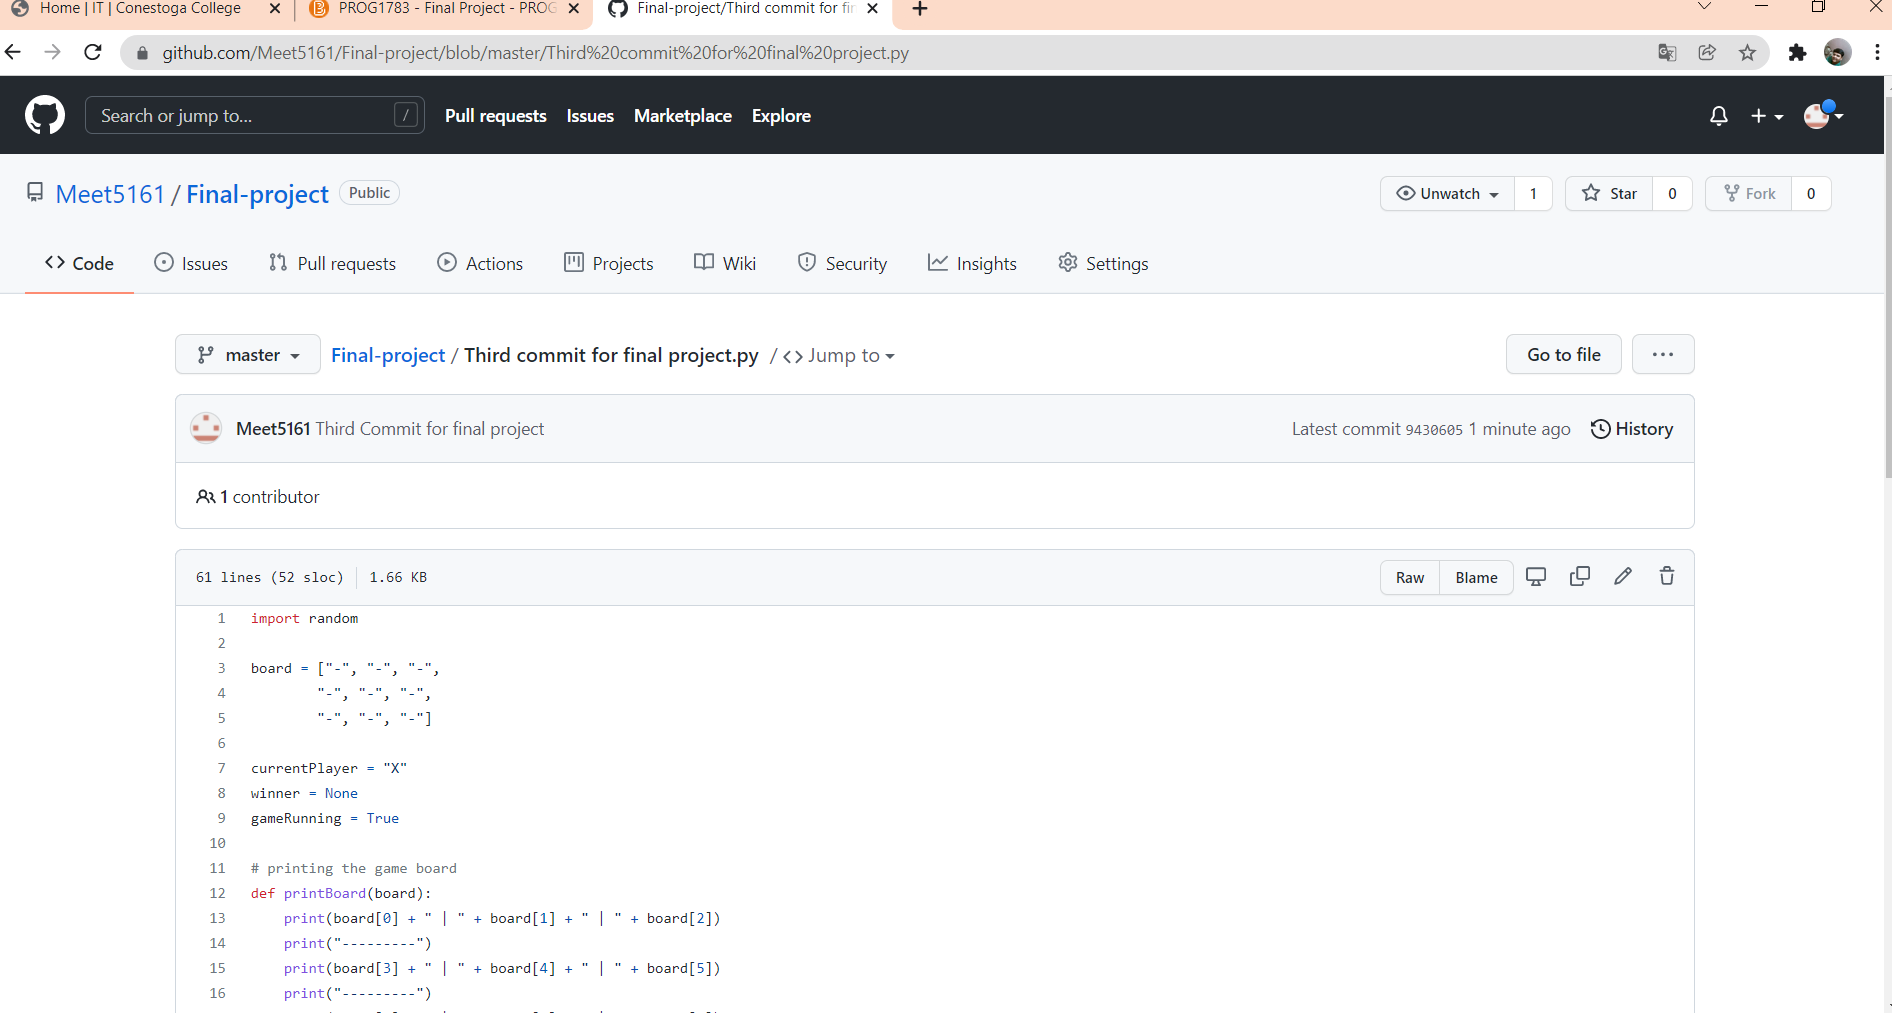 Home | IT | Conestoga College
PROG1783 - Final Project - PROG
Final-project/Third commit for fin
github.com/Meet5161/Final-project/blob/master/Third%20commit%20for%20final%20project.py
Search or jump to... /
Pull requests Issues Marketplace Explore
Meet5161 / Final-project Public
Unwatch 1 Star 0 Fork 0
Code Issues Pull requests Actions Projects Wiki Security Insights Settings
master Final-project / Third commit for final project.py / <> Jump to
Go to file ...
Meet5161 Third Commit for final project Latest commit 9430605 1 minute ago History
1 contributor
61 lines (52 sloc) 1.66 KB Raw Blame
1 import random
2
3 board = ["-", "-", "-",
4         "-", "-", "-",
5         "-", "-", "-"]
6
7 currentPlayer = "X"
8 winner = None
9 gameRunning = True
10
11 # printing the game board
12 def printBoard(board):
13     print(board[0] + " | " + board[1] + " | " + board[2])
14     print("---------")
15     print(board[3] + " | " + board[4] + " | " + board[5])
16     print("---------")